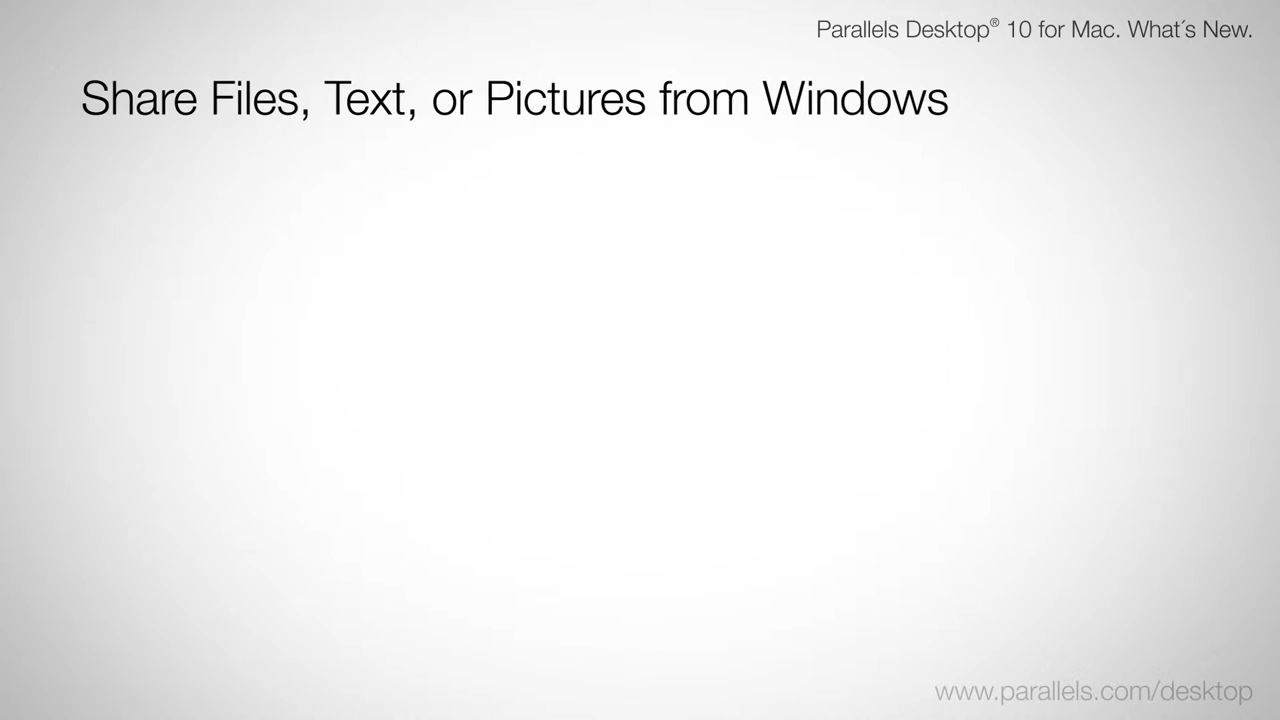 Parallels Desktop® 10 for Mac. What´s New.
Share Files, Text, or Pictures from Windows
www.parallels.com/desktop